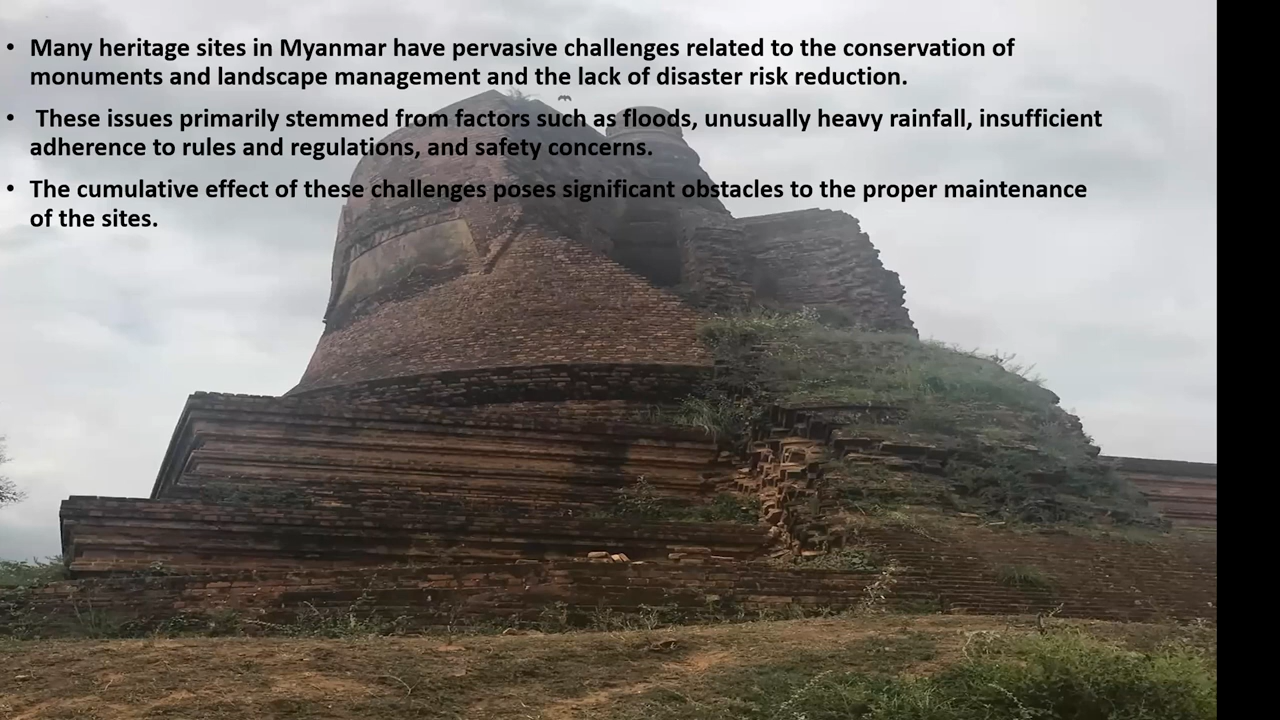 • Many heritage sites in Myanmar have pervasive challenges related to the conservation of
monuments and landscape management and the lack of disaster risk reduction.
• These issues primarily stemmed from factors such as floods, unusually heavy rainfall, insufficient
adherence to rules and regulations, and safety concerns.
• The cumulative effect of these challenges poses significant obstacles to the proper maintenance
of the sites.